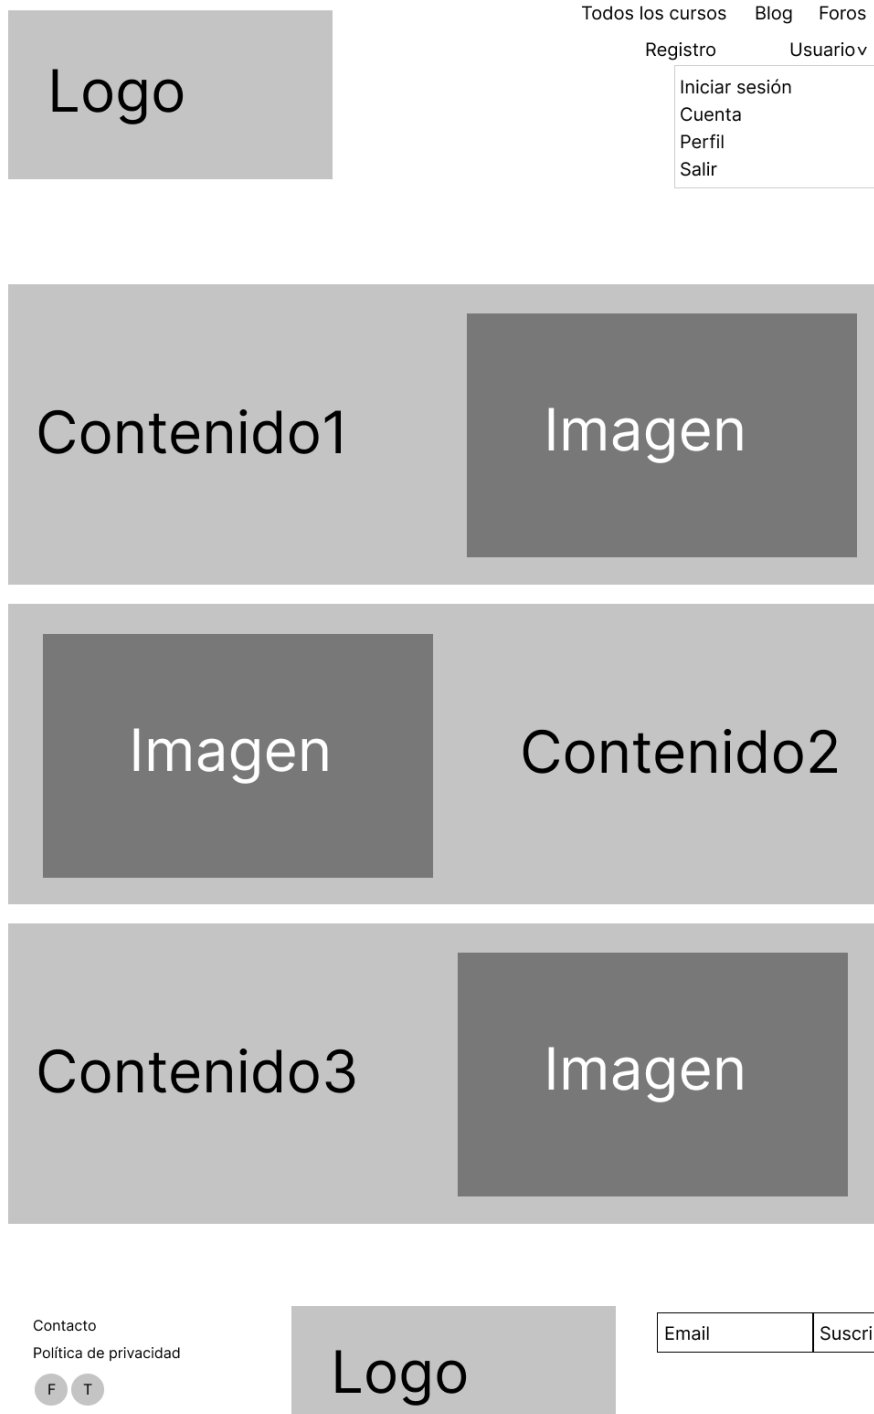 Todos los cursos Blog Foros
Logo
Registro Usuario˅
Iniciar sesión
Cuenta
Perfil
Salir
Contenido1
Imagen
Imagen
Contenido2
Contenido3
Imagen
Contacto
Política de privacidad
F T
Logo
Email
Suscri